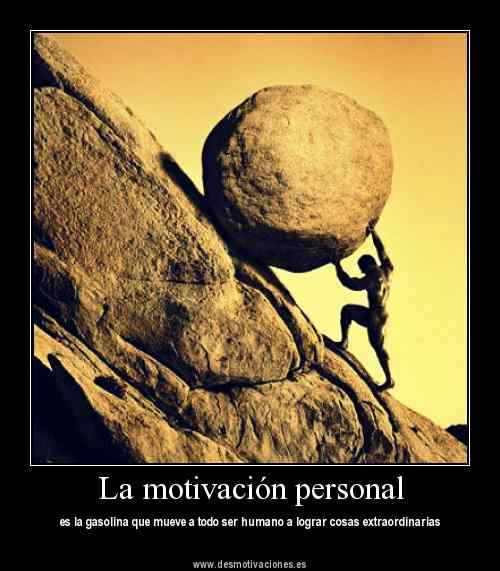 La motivación personal
es la gasolina que mueve a todo ser humano a lograr cosas extraordinarias
www.desmotivaciones.es